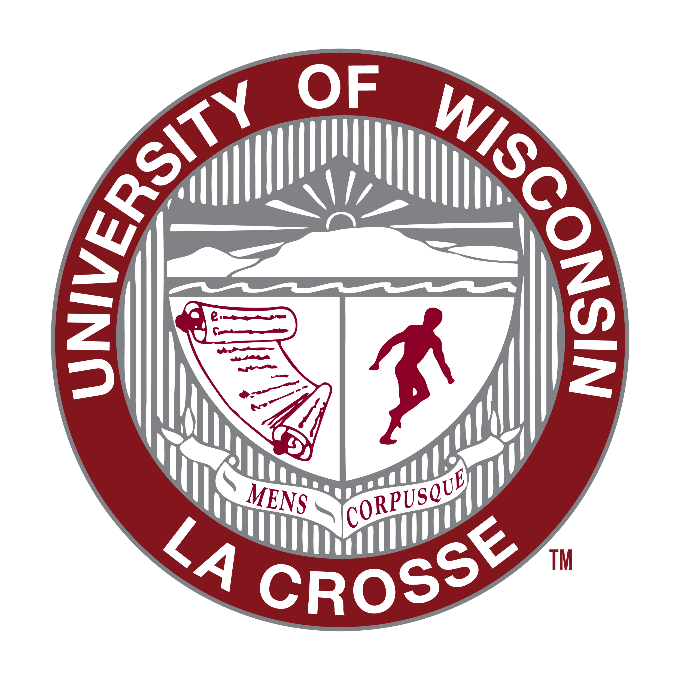 UNIVERSITY OF WISCONSIN
MENS CORPUSQUE
LA CROSSE
TM